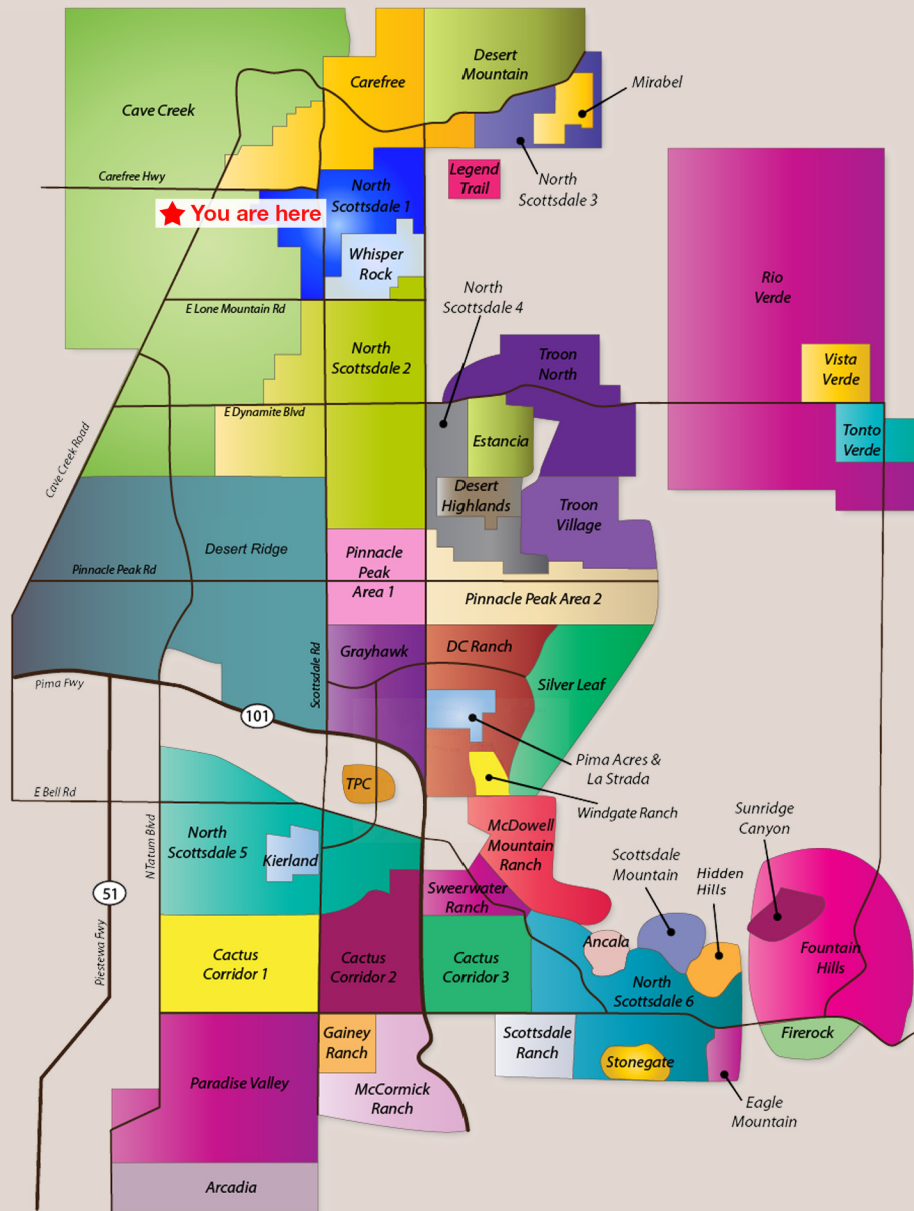 Desert
Mountain
Carefree
Mirabel
Cave Creek
Carefree Hwy
Legend
Trail
North
Scottsdale 3
North
Scottsdale 1
You are here
Whisper
Rock
Rio
Verde
North
Scottsdale 4
E Lone Mountain Rd
North
Scottsdale 2
Troon
North
Vista
Verde
E Dynamite Blvd
Tonto
Verde
Estancia
Cave Creek Road
Desert
Highlands
Troon
Village
Desert Ridge
Pinnacle
Peak
Area 1
Pinnacle Peak Rd
Pinnacle Peak Area 2
Grayhawk
DC Ranch
Scottsdale Rd
Silver Leaf
Pima Fwy
101
Pima Acres &
La Strada
TPC
E Bell Rd
Windgate Ranch
McDowell
Mountain
Ranch
Sunridge
Canyon
N Tatum Blvd
North
Scottsdale 5
Kierland
Scottsdale
Mountain
Hidden
Hills
51
Sweerwater
Ranch
Piestewa Fwy
Cactus
Corridor 1
Cactus
Corridor 2
Cactus
Corridor 3
Ancala
Fountain
Hills
North
Scottsdale 6
Gainey
Ranch
Scottsdale
Ranch
Firerock
Stonegate
Paradise Valley
McCormick
Ranch
Eagle
Mountain
Arcadia